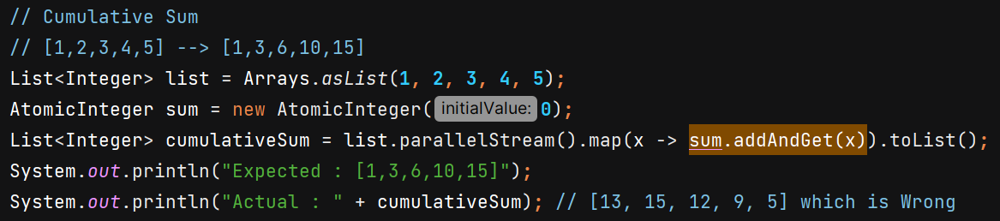 // Cumulative Sum
// [1,2,3,4,5] --> [1,3,6,10,15]
List<Integer> list = Arrays.asList(1, 2, 3, 4, 5);
AtomicInteger sum = new AtomicInteger( initialValue: 0);
List<Integer> cumulativeSum = list.parallelStream().map(x -> sum.addAndGet(x)).toList();
System.out.println("Expected : [1,3,6,10,15]");
System.out.println("Actual : " + cumulativeSum); // [13, 15, 12, 9, 5] which is Wrong